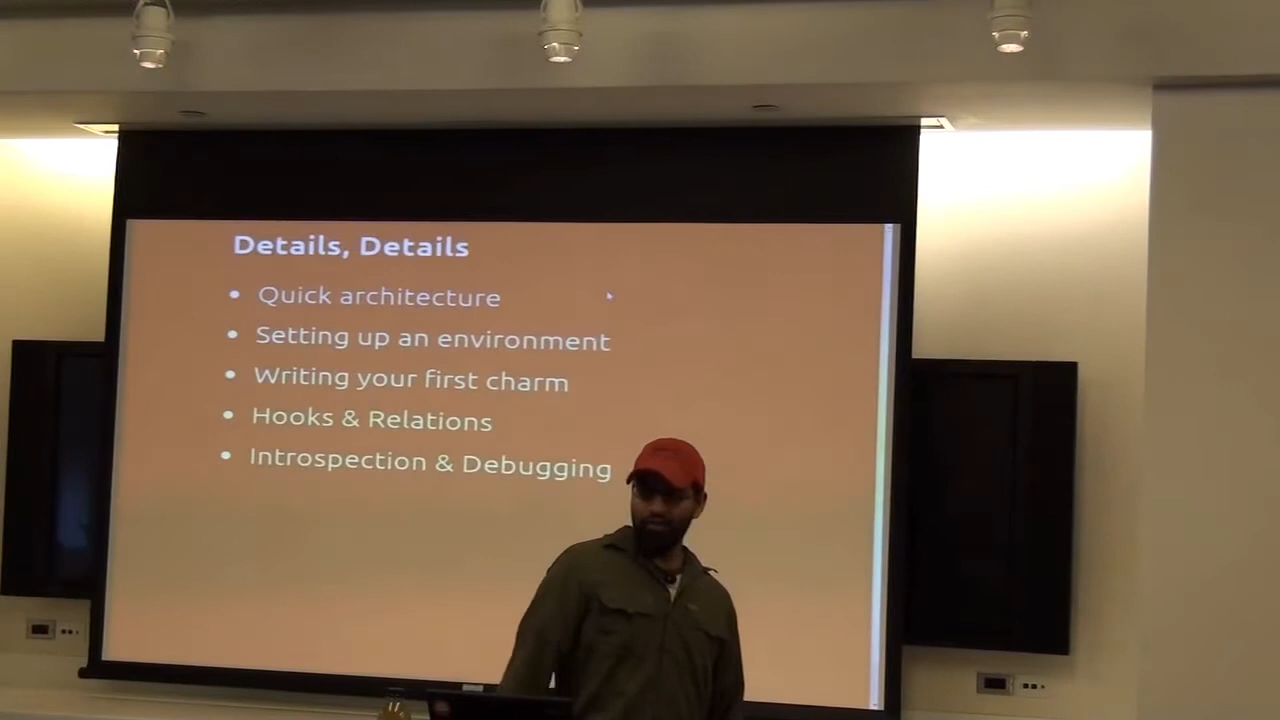 Details, Details
• Quick architecture
• Setting up an environment
• Writing your first charm
• Hooks & Relations
• Introspection & Debugging